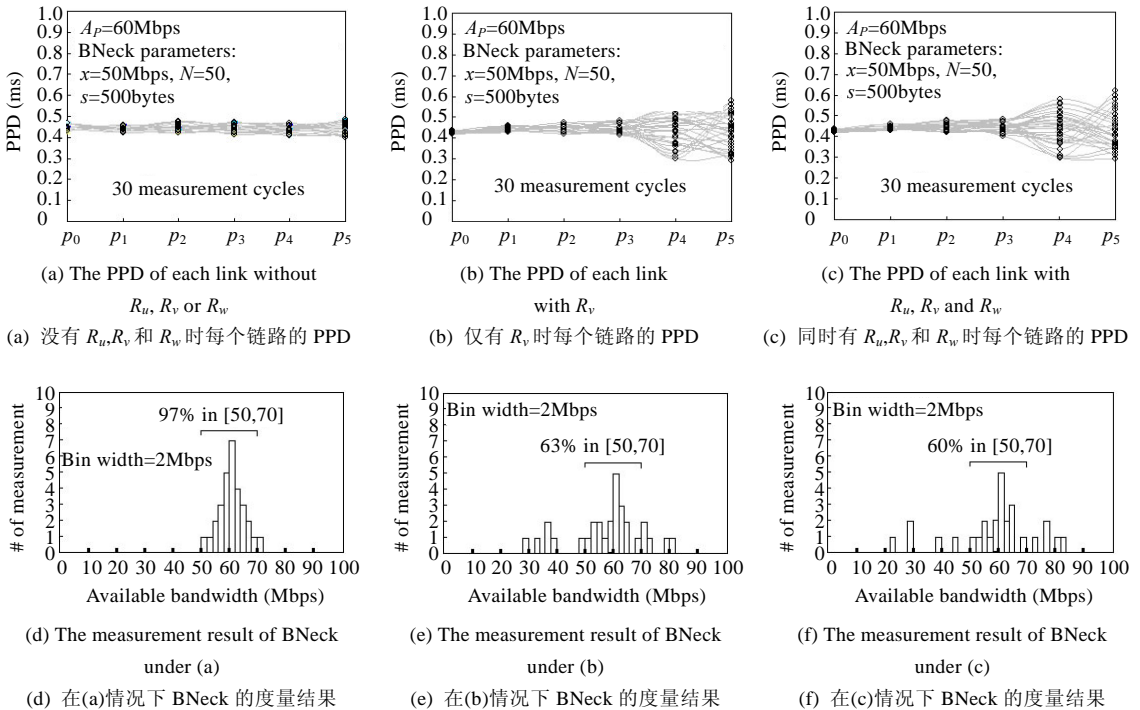 PPD (ms)
1.0
0.9
0.8
0.7
0.6
0.5
0.4
0.3
0.2
0.1
0
A_P=60Mbps
BNeck parameters:
x=50Mbps, N=50,
s=500bytes
30 measurement cycles
p0 p1 p2 p3 p4 p5
(a) The PPD of each link without
Ru, Rv or Rw
(a) 没有 Ru,Rv 和 Rw 时每个链路的 PPD
PPD (ms)
1.0
0.9
0.8
0.7
0.6
0.5
0.4
0.3
0.2
0.1
0
A_P=60Mbps
BNeck parameters:
x=50Mbps, N=50,
s=500bytes
30 measurement cycles
p0 p1 p2 p3 p4 p5
(b) The PPD of each link
with Rv
(b) 仅有 Rv 时每个链路的 PPD
PPD (ms)
1.0
0.9
0.8
0.7
0.6
0.5
0.4
0.3
0.2
0.1
0
A_P=60Mbps
BNeck parameters:
x=50Mbps, N=50,
s=500bytes
30 measurement cycles
p0 p1 p2 p3 p4 p5
(c) The PPD of each link with
Ru, Rv and Rw
(c) 同时有 Ru,Rv 和 Rw 时每个链路的 PPD
# of measurement
10
9
8
7
6
5
4
3
2
1
0
97% in [50,70]
Bin width=2Mbps
0 10 20 30 40 50 60 70 80 90 100
Available bandwidth (Mbps)
(d) The measurement result of BNeck
under (a)
(d) 在(a)情况下 BNeck 的度量结果
# of measurement
10
9
8
7
6
5
4
3
2
1
0
Bin width=2Mbps
63% in [50,70]
0 10 20 30 40 50 60 70 80 90 100
Available bandwidth (Mbps)
(e) The measurement result of BNeck
under (b)
(e) 在(b)情况下 BNeck 的度量结果
# of measurement
10
9
8
7
6
5
4
3
2
1
0
Bin width=2Mbps
60% in [50,70]
0 10 20 30 40 50 60 70 80 90 100
Available bandwidth (Mbps)
(f) The measurement result of BNeck
under (c)
(f) 在(c)情况下 BNeck 的度量结果